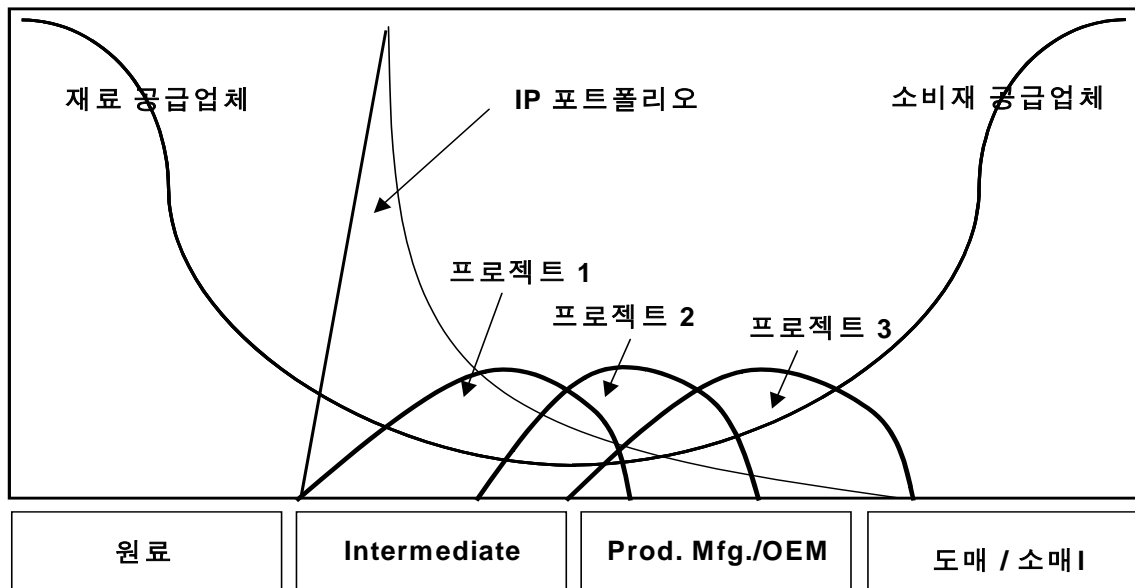 재료 공급업체
IP 포트폴리오
소비재 공급업체
프로젝트 1
프로젝트 2
프로젝트 3
원료
Intermediate
Prod. Mfg./OEM
도매 / 소매I